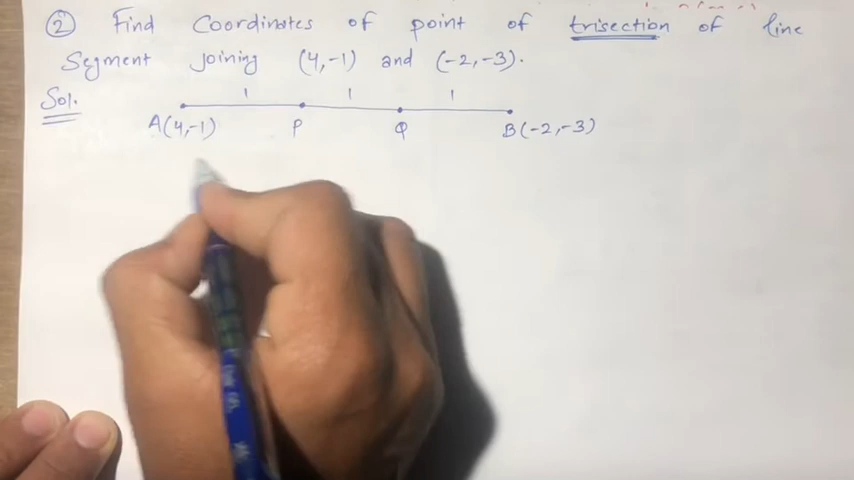 ② Find Coordinates of point of trisection of line
Segment joining (4,-1) and (-2,-3).
Sol.
1 1 1
A(4,-1) P Q B(-2,-3)